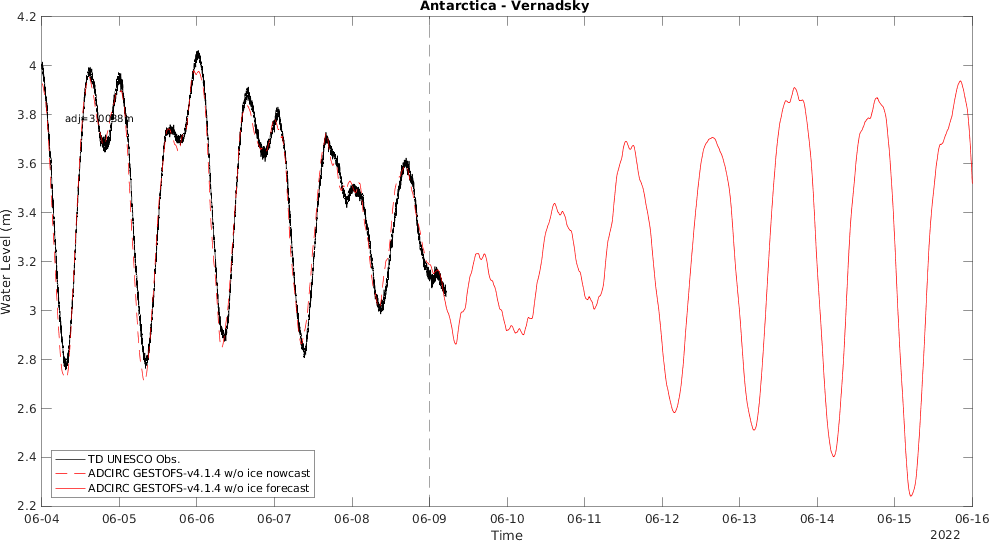 Antarctica - Vernadsky
4.2
4
3.8
3.6
3.4
3.2
3
2.8
2.6
2.4
2.2
Water Level (m)
adj=3.0038m
TD UNESCO Obs.
ADCIRC GESTOFS-v4.1.4 w/o ice nowcast
ADCIRC GESTOFS-v4.1.4 w/o ice forecast
06-04 06-05 06-06 06-07 06-08 06-09 06-10 06-11 06-12 06-13 06-14 06-15 06-16
Time
2022